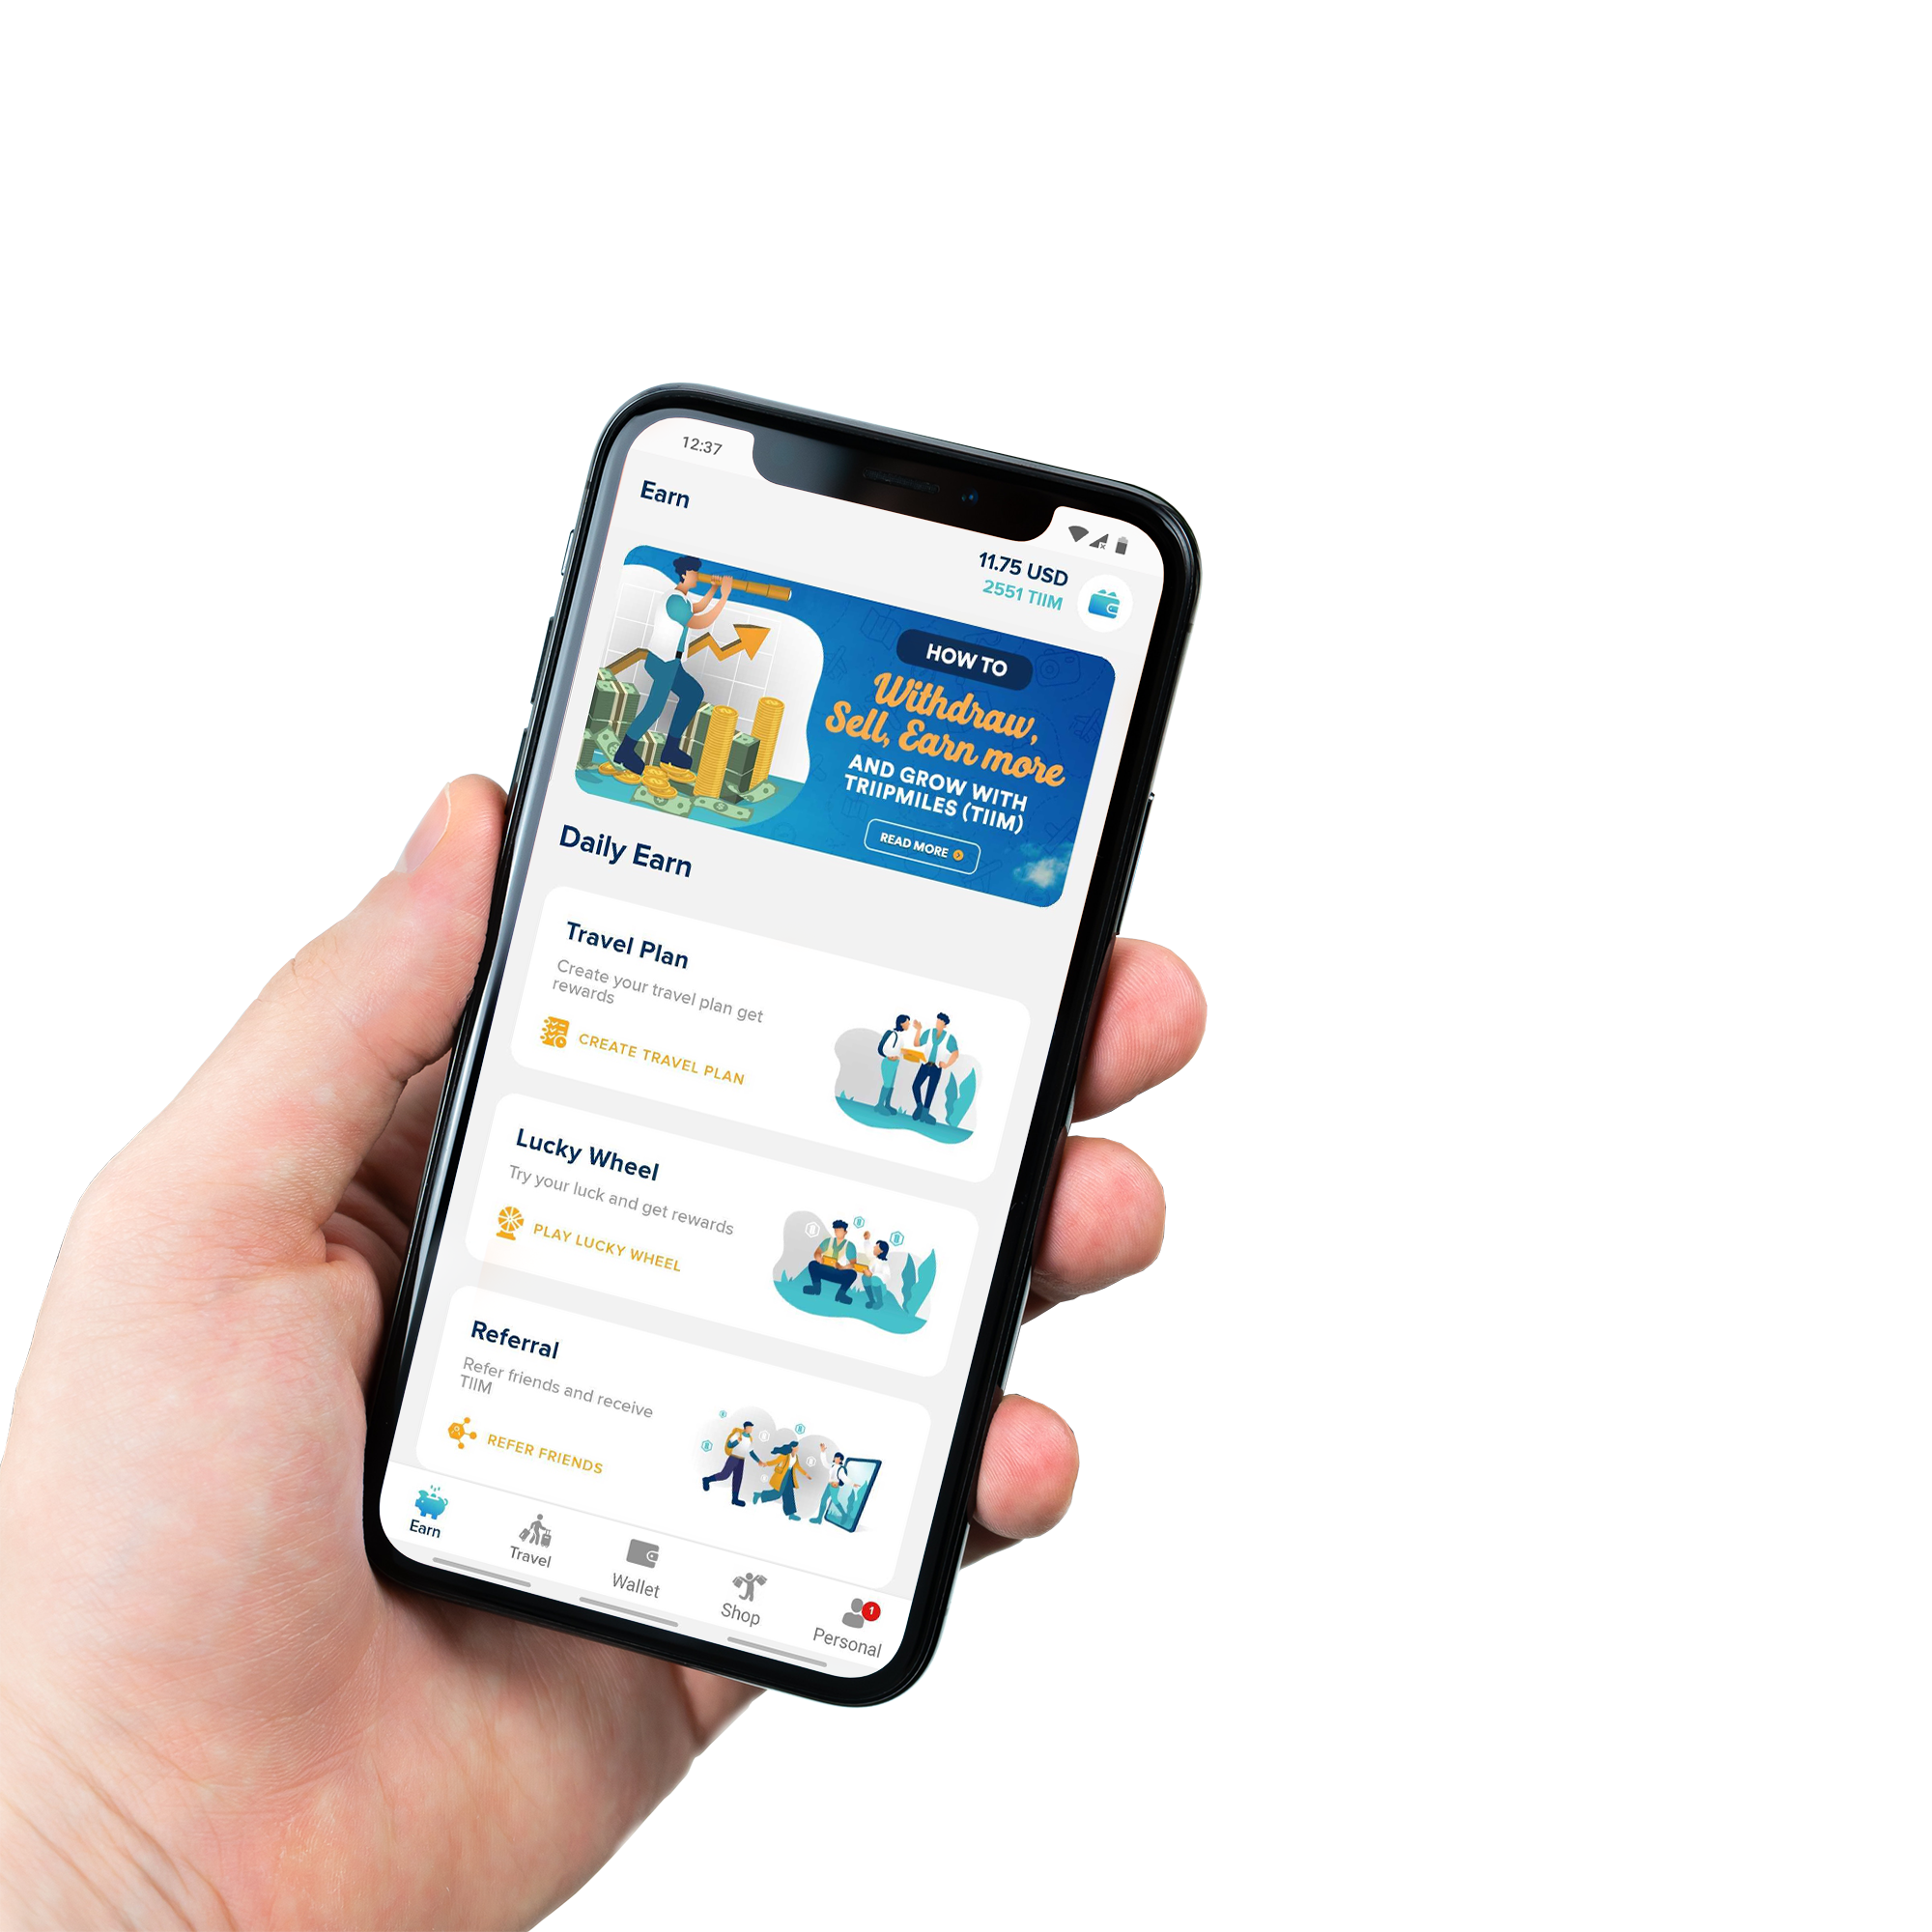 12:37
Earn
11.75 USD
2551 TIIM
HOW TO
Withdraw,
Sell, Earn more
AND GROW WITH
TRIIPMILES (TIIM)
READ MORE
Daily Earn
Travel Plan
Create your travel plan get
rewards
CREATE TRAVEL PLAN
Lucky Wheel
Try your luck and get rewards
PLAY LUCKY WHEEL
Referral
Refer friends and receive
TIIM
REFER FRIENDS
Earn
Travel
Wallet
Shop
Personal
1